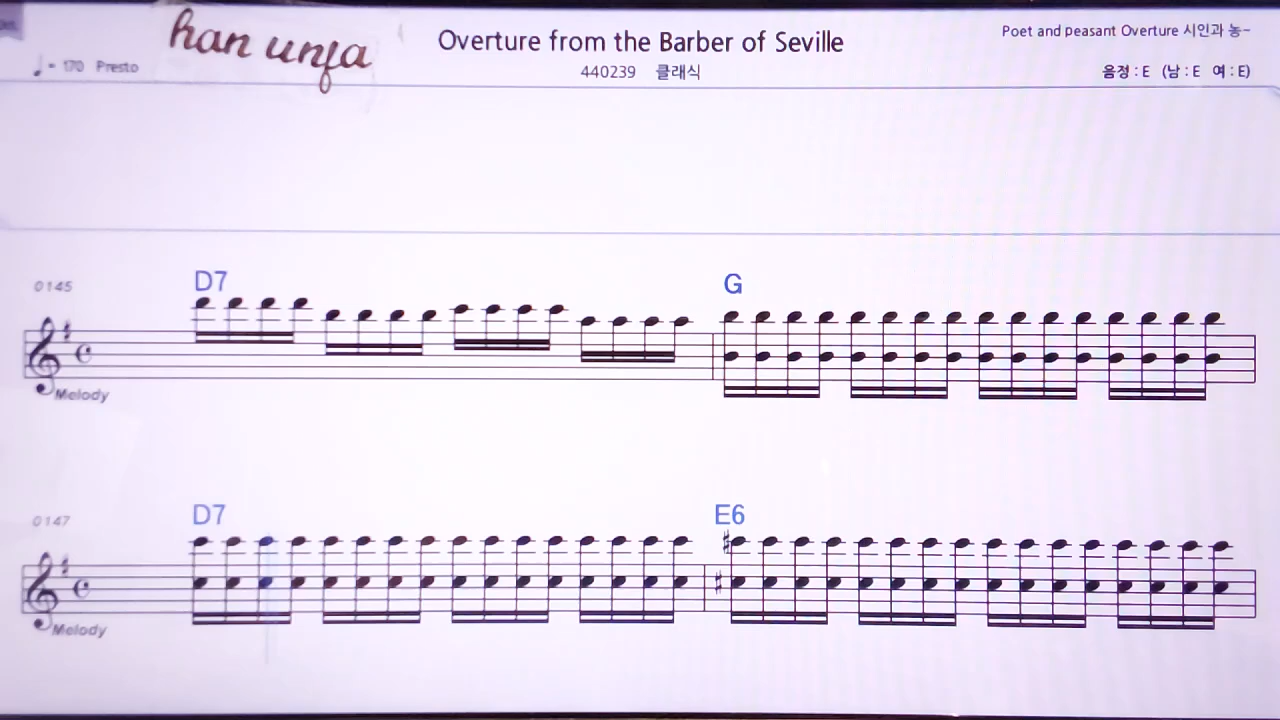 han unfa
Overture from the Barber of Seville
Poet and peasant Overture 시인과 농~
♩= 170 Presto
440239 클래식
음정 : E (남 : E 여 : E)
0145
D7
G
Melody
0147
D7
E6
Melody